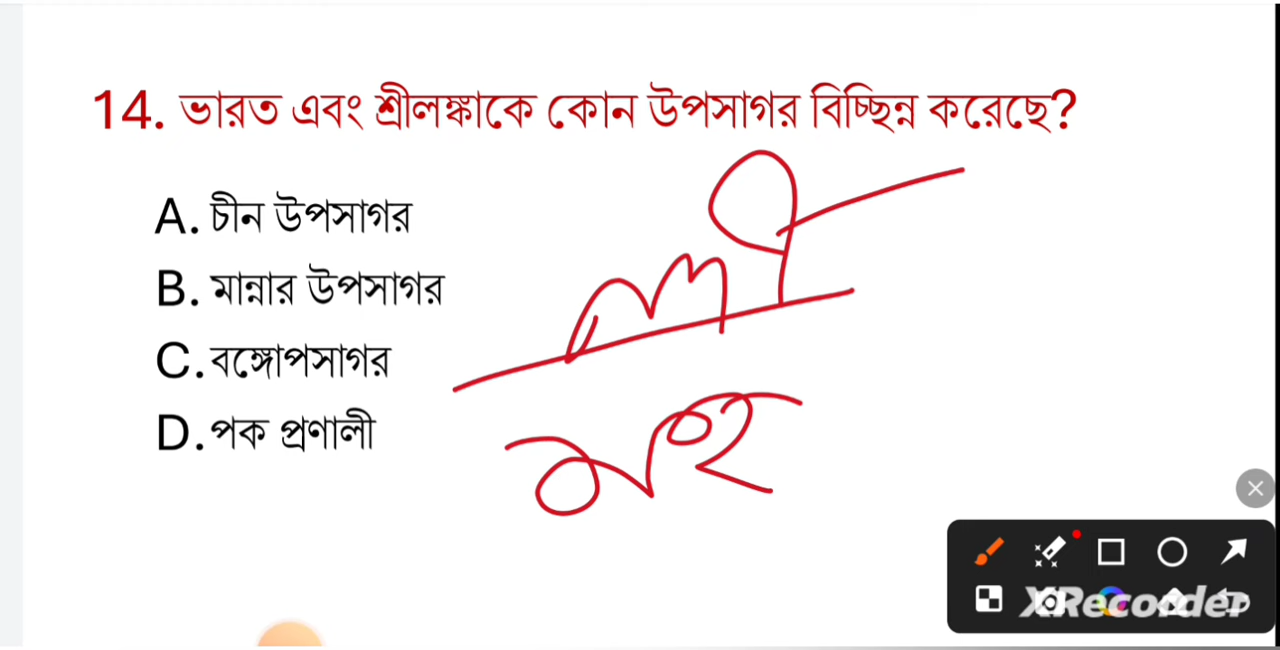 14. ভারত এবং শ্রীলঙ্কাকে কোন উপসাগর বিচ্ছিন্ন করেছে?
A. চীন উপসাগর
B. মান্নার উপসাগর
C. বঙ্গোপসাগর
D. পক প্রণালী
XRecorder